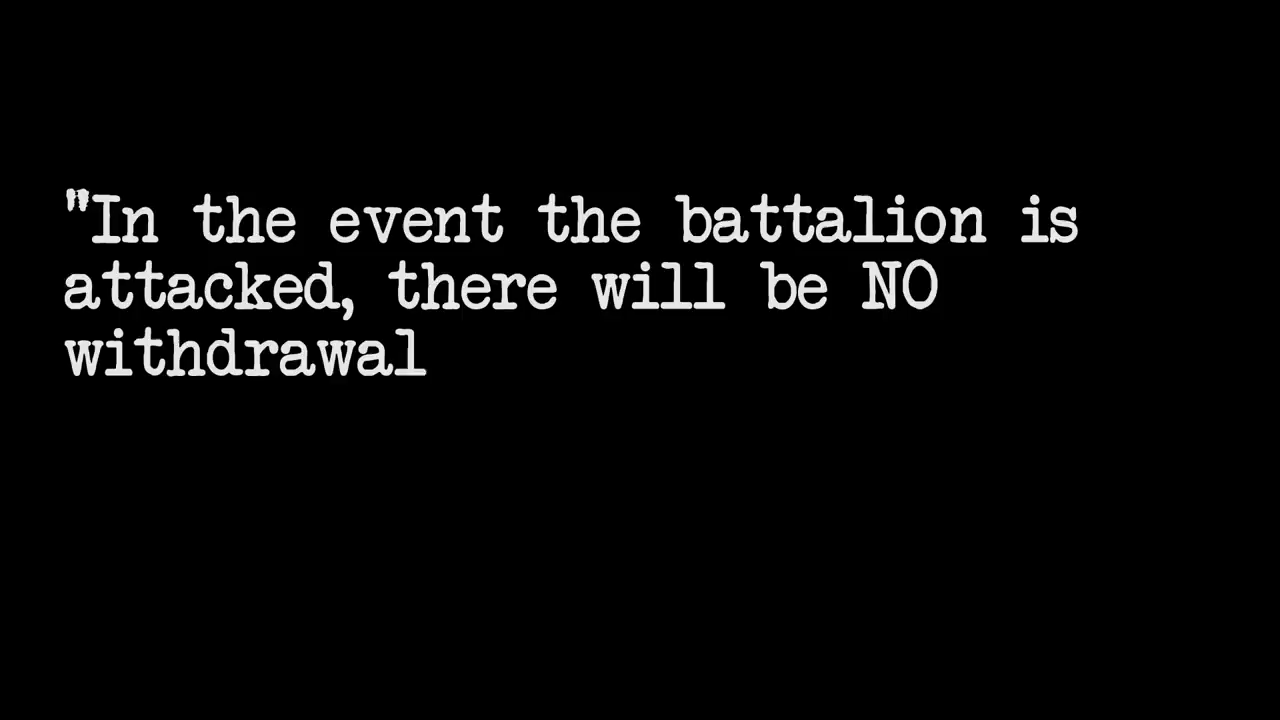 "In the event the battalion is
attacked, there will be NO
withdrawal